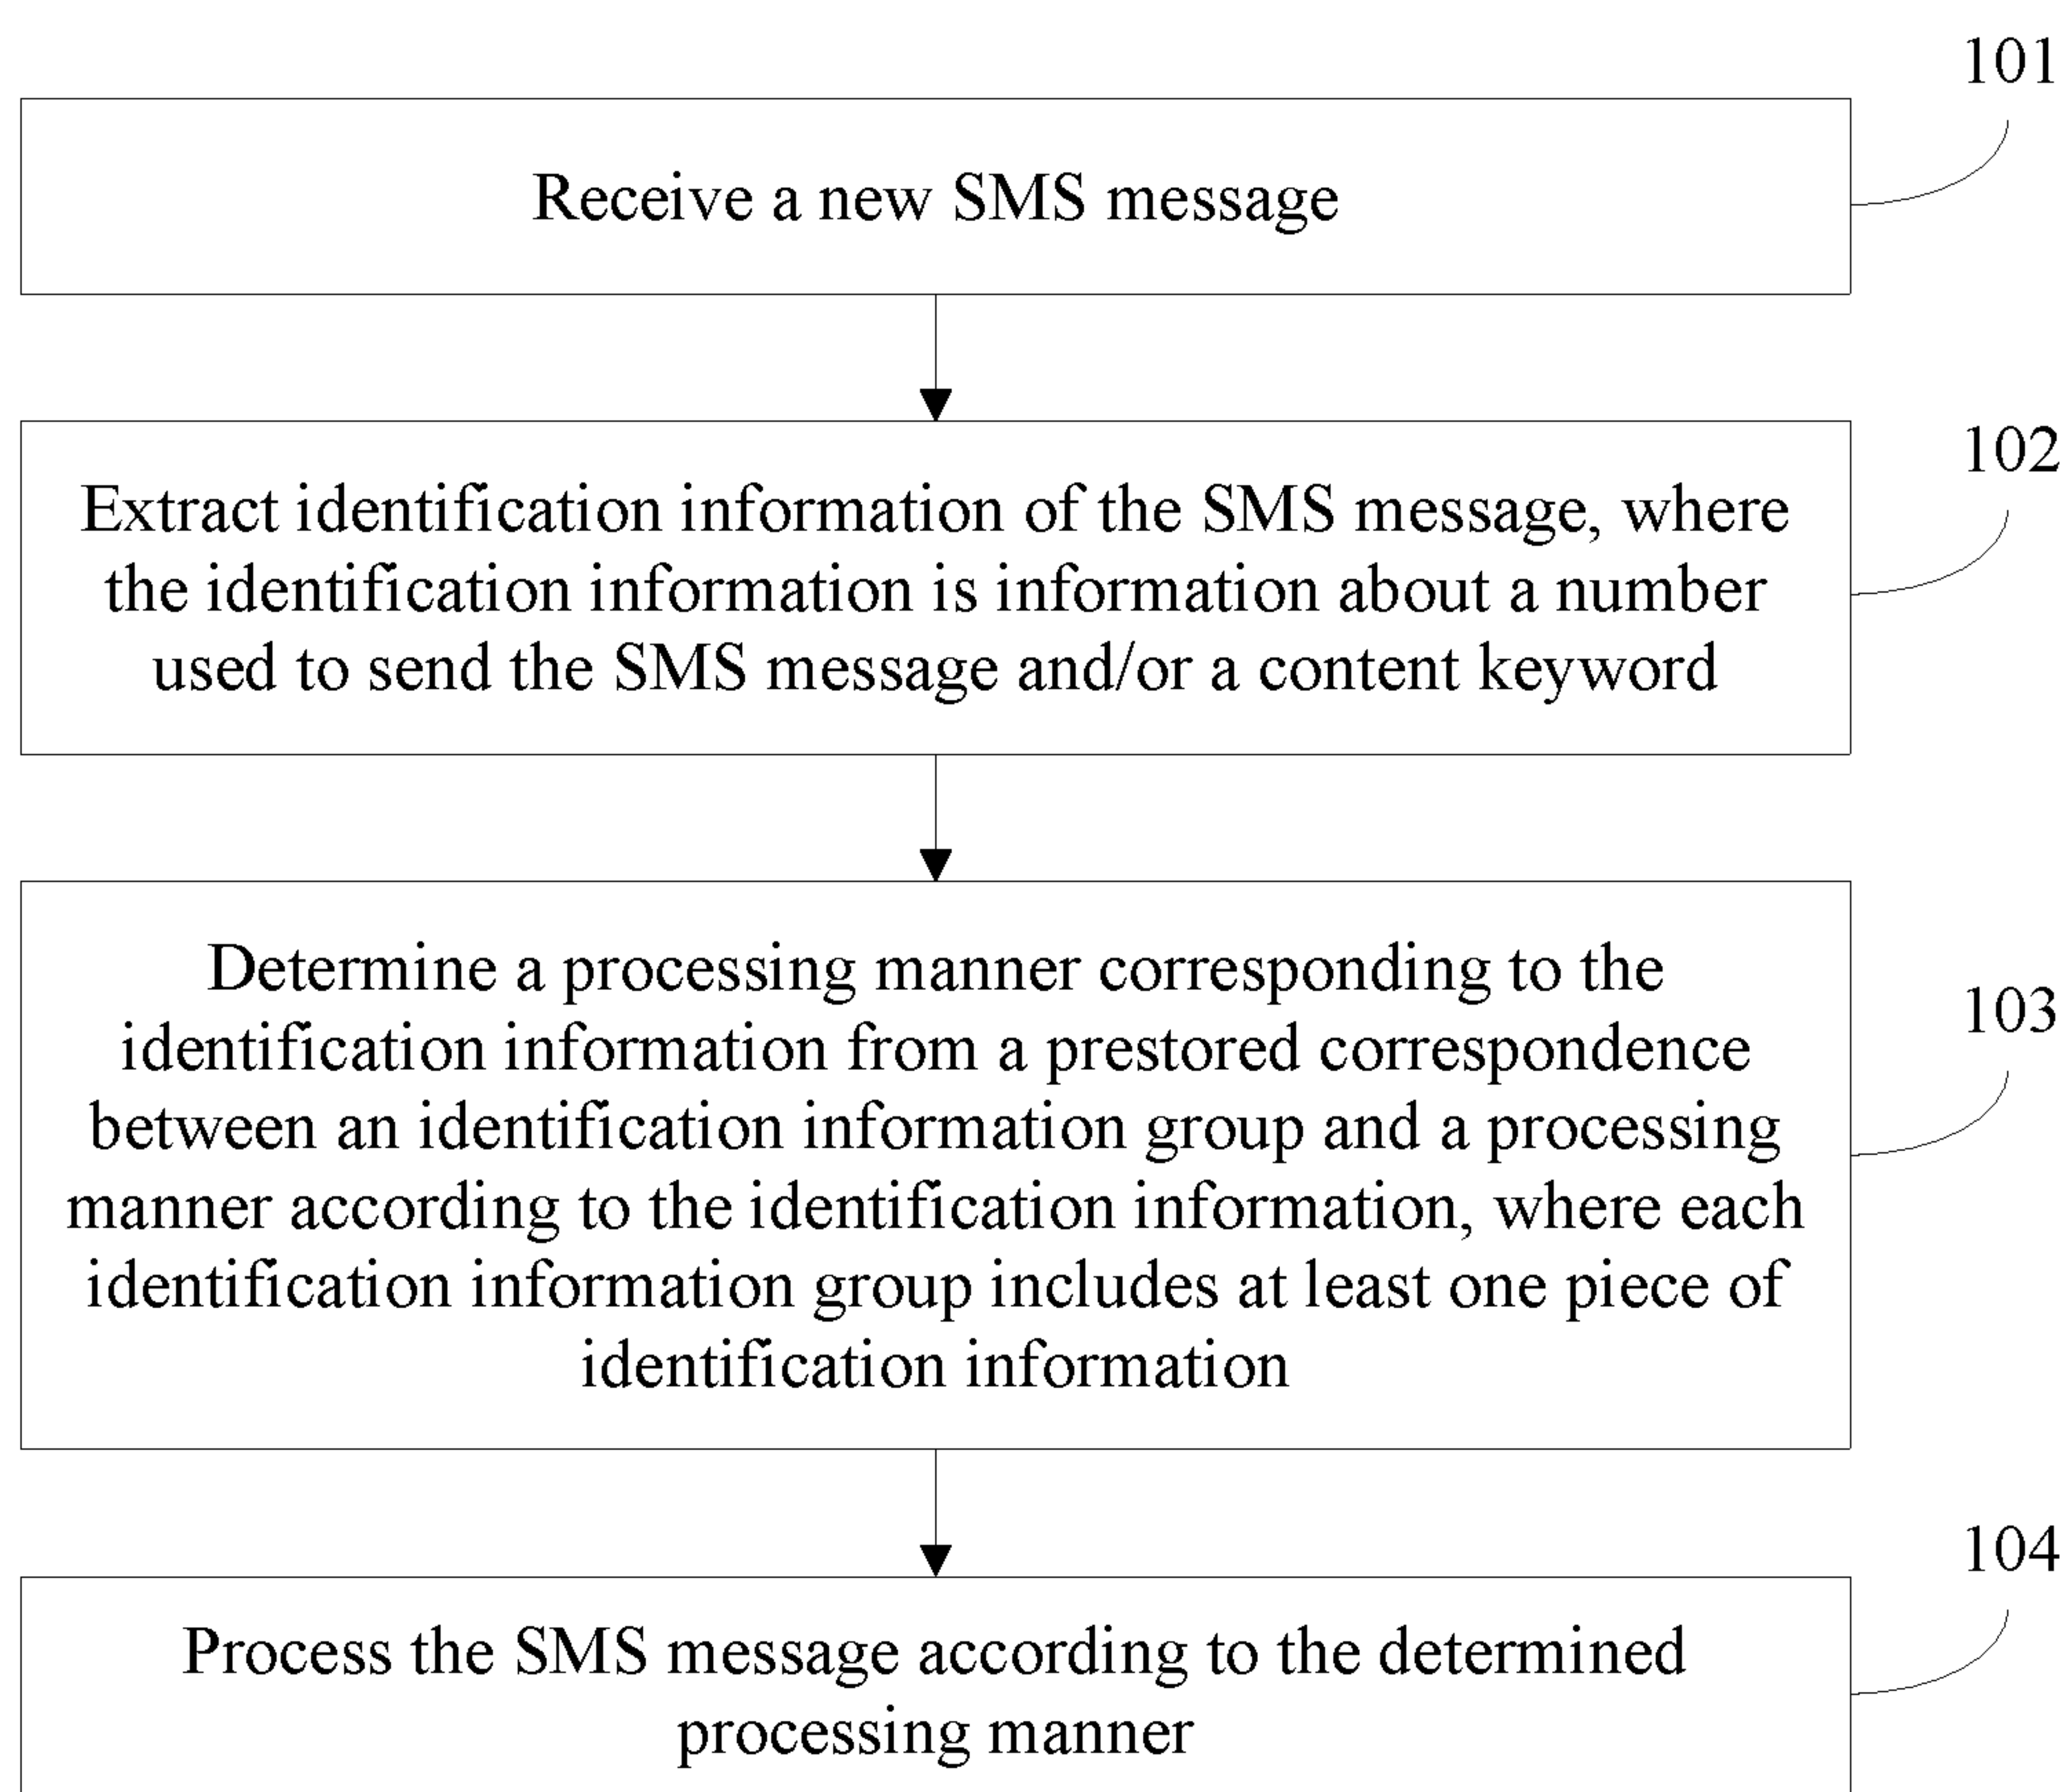 101
Receive a new SMS message
102
Extract identification information of the SMS message, where
the identification information is information about a number
used to send the SMS message and/or a content keyword
Determine a processing manner corresponding to the
103
identification information from a prestored correspondence
between an identification information group and a processing
manner according to the identification information, where each
identification information group includes at least one piece of
identification information
104
Process the SMS message according to the determined
processing manner